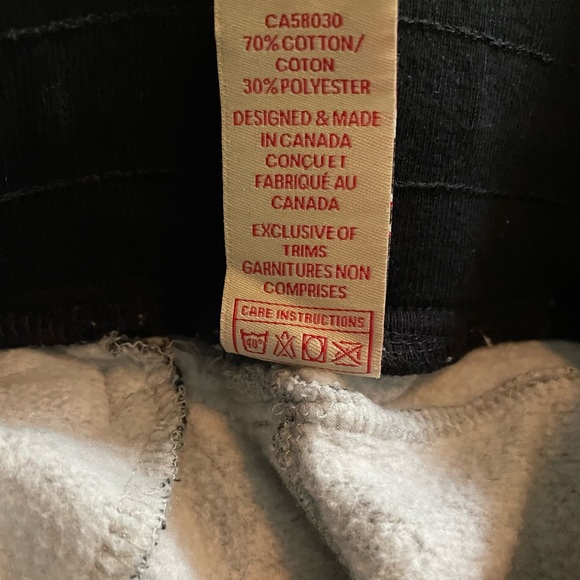 CA58030
70% COTTON/
COTON
30% POLYESTER
DESIGNED & MADE
IN CANADA
CONÇU ET
FABRIQUÉ AU
CANADA
EXCLUSIVE OF
TRIMS
GARNITURES NON
COMPRISES
CARE INSTRUCTIONS
40°